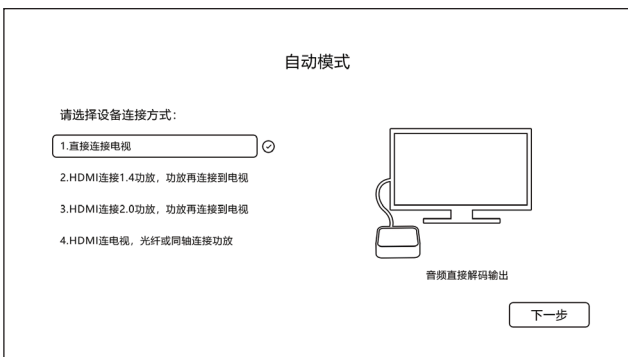 自动模式
请选择设备连接方式：
1.直接连接电视
2.HDMI连接1.4功放，功放再连接到电视
3.HDMI连接2.0功放，功放再连接到电视
4.HDMI连电视，光纤或同轴连接功放
音频直接解码输出
下一步